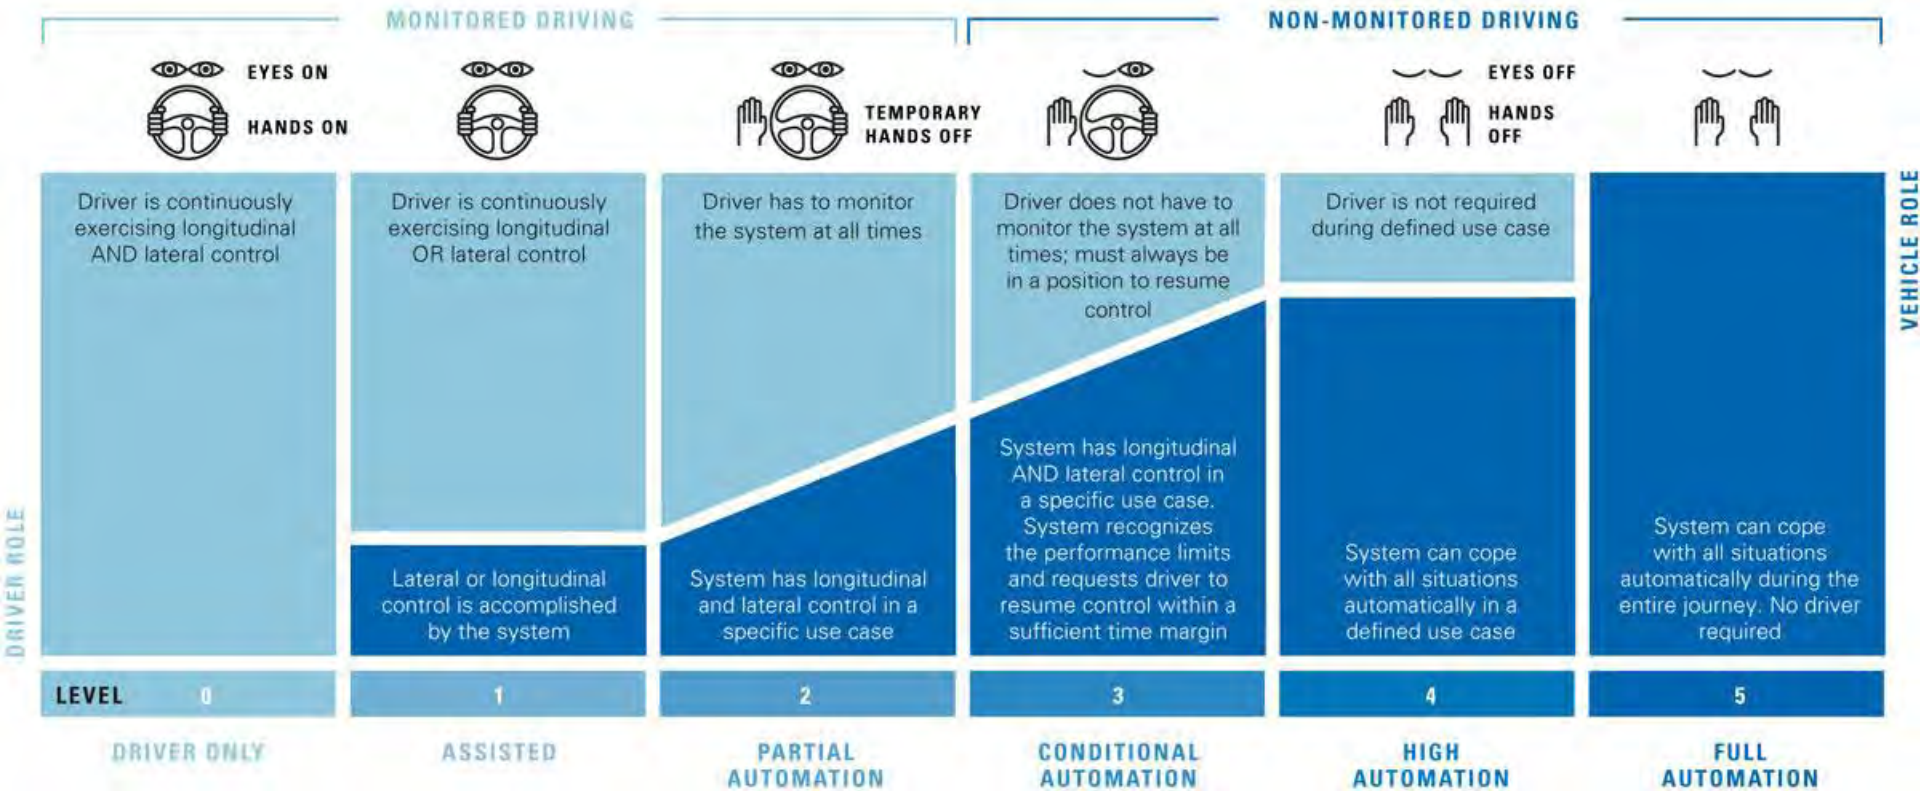 MONITORED DRIVING
NON-MONITORED DRIVING
EYES ON
HANDS ON
TEMPORARY
HANDS OFF
EYES OFF
HANDS
OFF
DRIVER ROLE
Driver is continuously
exercising longitudinal
AND lateral control
Driver is continuously
exercising longitudinal
OR lateral control
Lateral or longitudinal
control is accomplished
by the system
Driver has to monitor
the system at all times
System has longitudinal
and lateral control in a
specific use case
Driver does not have to
monitor the system at all
times; must always be
in a position to resume
control
System has longitudinal
AND lateral control in
a specific use case.
System recognizes
the performance limits
and requests driver to
resume control within a
sufficient time margin
Driver is not required
during defined use case
System can cope
with all situations
automatically in a
defined use case
System can cope
with all situations
automatically during the
entire journey. No driver
required
VEHICLE ROLE
LEVEL 0
1
2
3
4
5
DRIVER ONLY
ASSISTED
PARTIAL
AUTOMATION
CONDITIONAL
AUTOMATION
HIGH
AUTOMATION
FULL
AUTOMATION